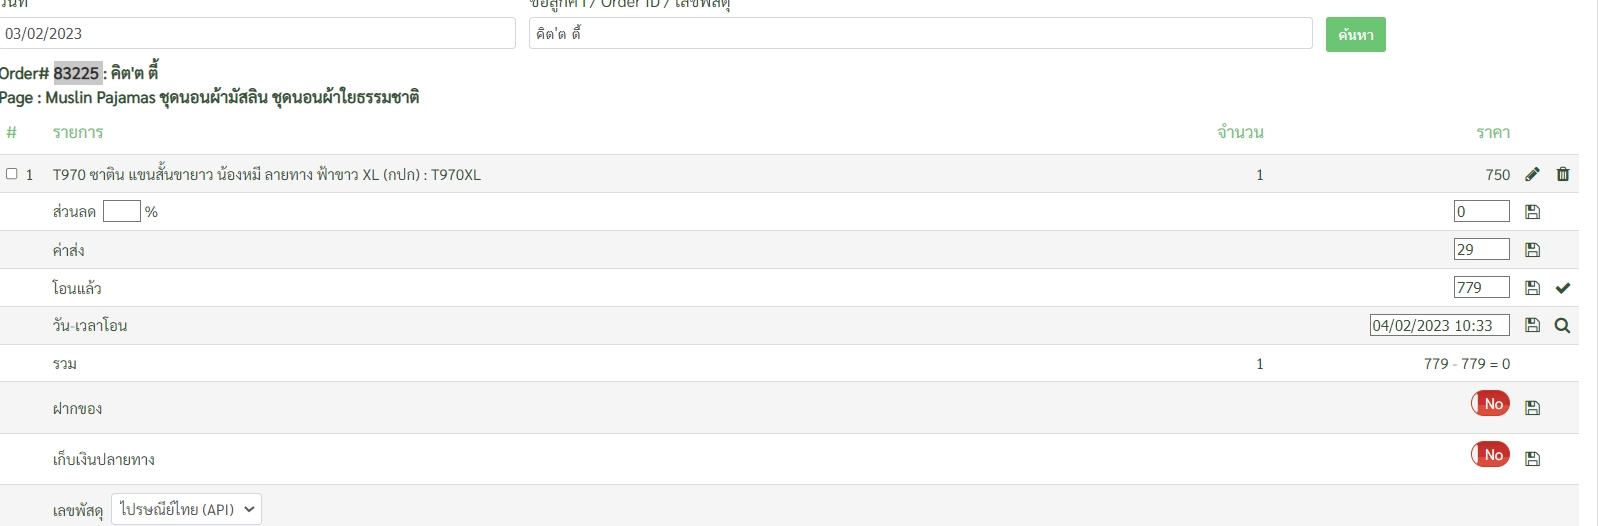 วันที่ ชื่อลูกค้า / Order ID / เลขพัสดุ
03/02/2023 คิต'ต ตี้ ค้นหา
Order# 83225 : คิต'ต ตี้
Page : Muslin Pajamas ชุดนอนผ้ามัสลิน ชุดนอนผ้าใยธรรมชาติ
# รายการ จำนวน ราคา
1 T970 ซาติน แขนสั้นขายาว น้องหมี ลายทาง ฟ้าขาว XL (กปก) : T970XL 1 750
ส่วนลด % 0
ค่าส่ง 29
โอนแล้ว 779
วัน-เวลาโอน 04/02/2023 10:33
รวม 1 779 - 779 = 0
ฝากของ No
เก็บเงินปลายทาง No
เลขพัสดุ ไปรษณีย์ไทย (API)